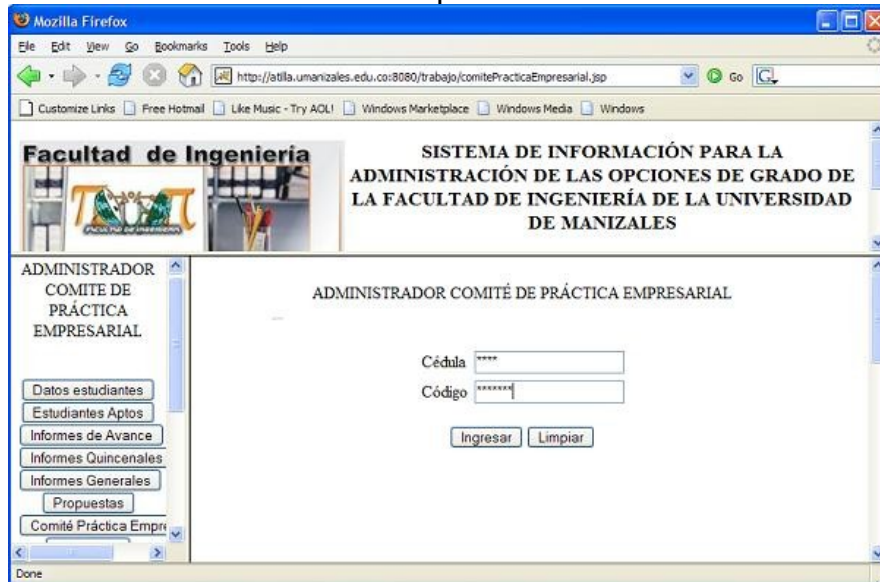 Mozilla Firefox
File Edit View Go Bookmarks Tools Help
http://atilla.umanizales.edu.co:8080/trabajo/comitePracticaEmpresarial.jsp Go G
Customize Links Free Hotmail Like Music - Try AOL! Windows Marketplace Windows Media Windows
Facultad de Ingeniería
SISTEMA DE INFORMACIÓN PARA LA
ADMINISTRACIÓN DE LAS OPCIONES DE GRADO DE
LA FACULTAD DE INGENIERÍA DE LA UNIVERSIDAD
DE MANIZALES
ADMINISTRADOR
COMITE DE
PRÁCTICA
EMPRESARIAL
Datos estudiantes
Estudiantes Aptos
Informes de Avance
Informes Quincenales
Informes Generales
Propuestas
Comité Práctica Empre
ADMINISTRADOR COMITÉ DE PRÁCTICA EMPRESARIAL
Cédula ****
Código *******
Ingresar Limpiar
Done